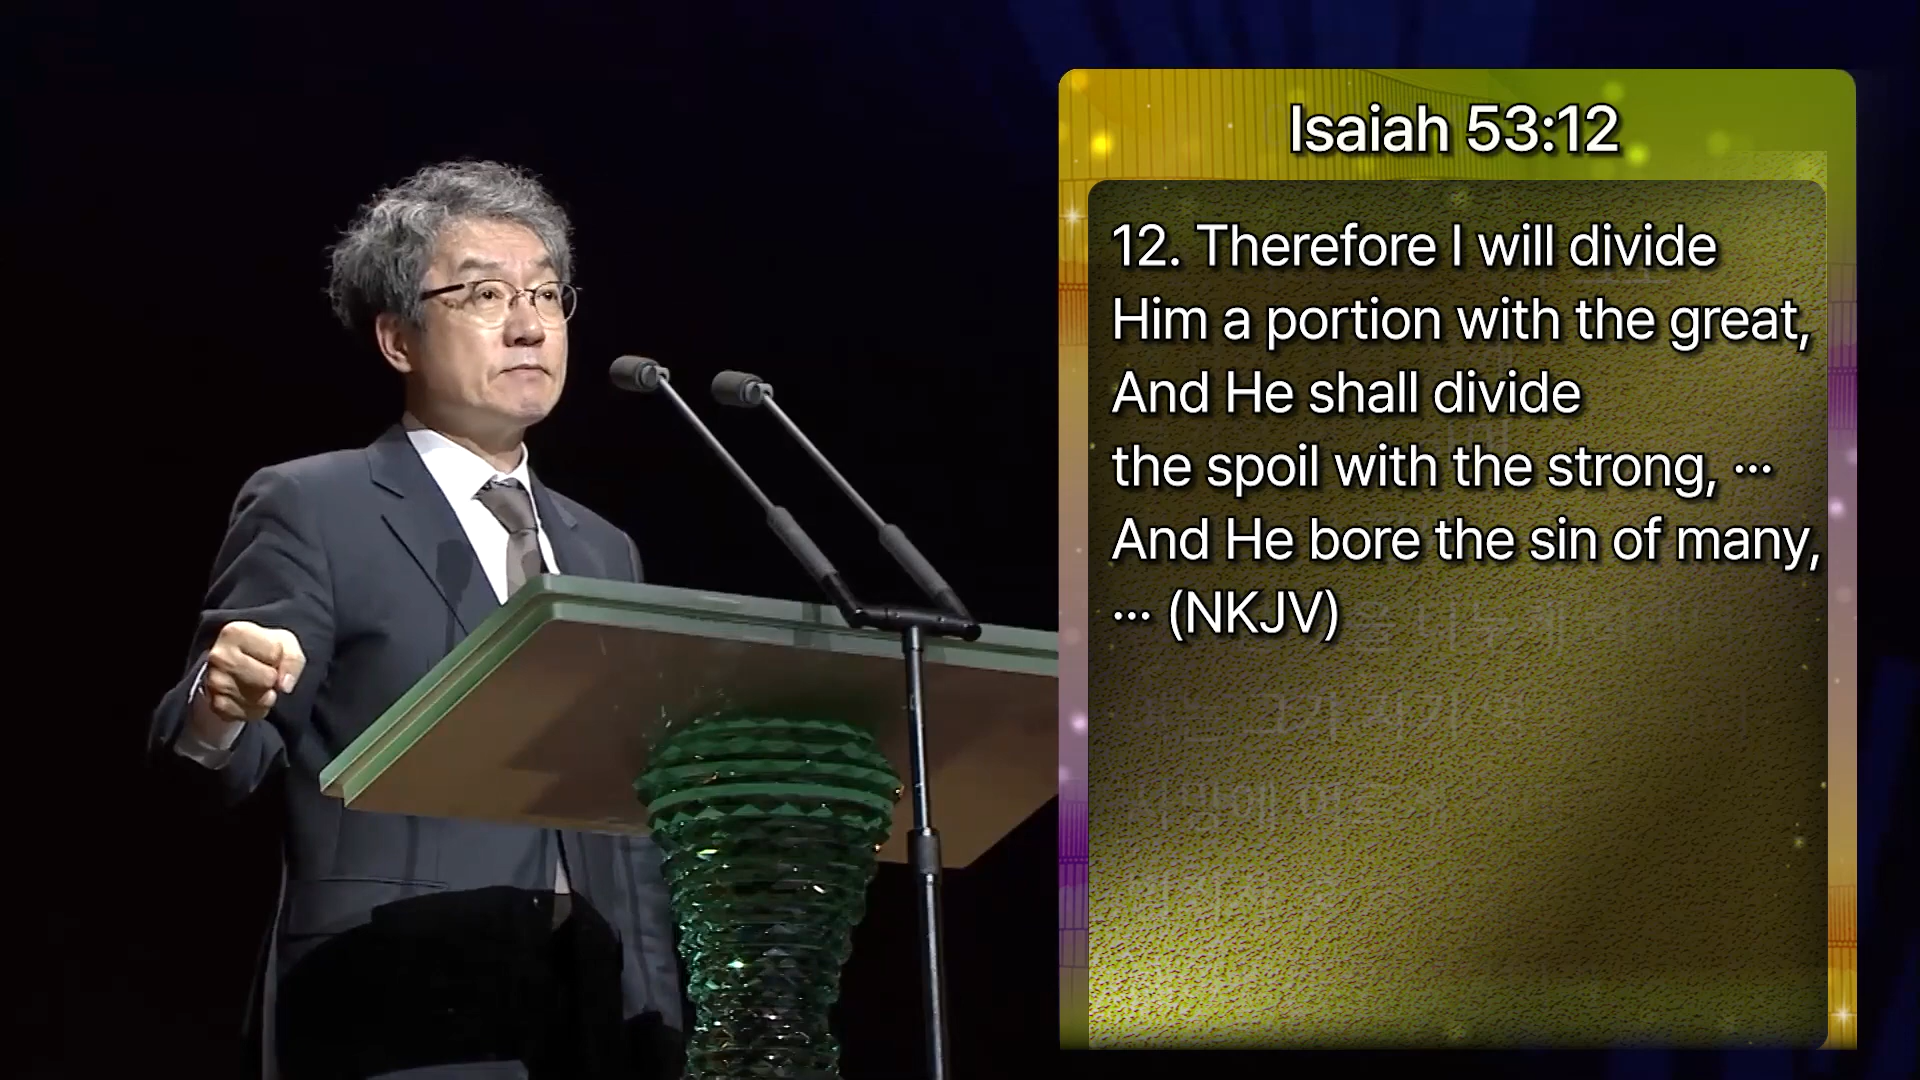 Isaiah 53:12
12. Therefore I will divide
Him a portion with the great,
And He shall divide
the spoil with the strong, ···
And He bore the sin of many,
··· (NKJV)